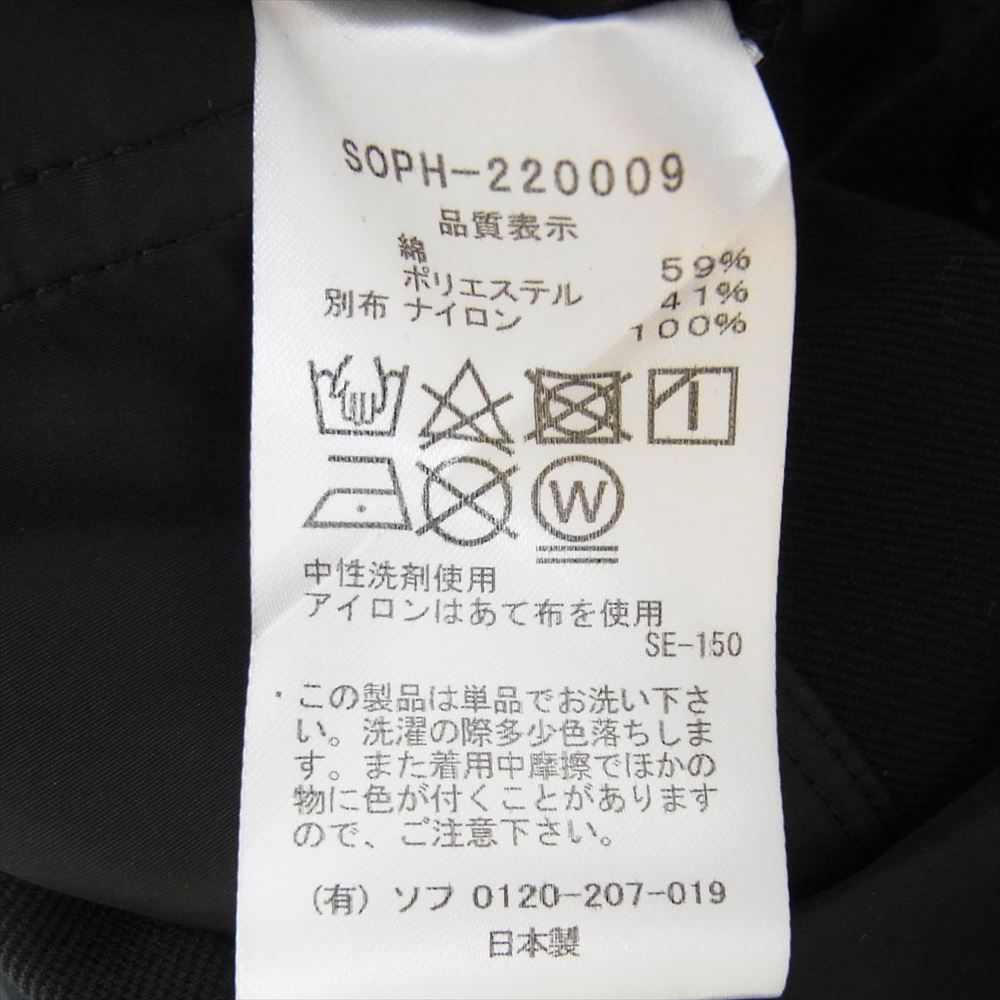 SOPH-220009
品質表示
綿 59%
ポリエステル 41%
別布 ナイロン 100%
W
中性洗剤使用
アイロンはあて布を使用
SE-150
・この製品は単品でお洗い下さ
い。洗濯の際多少色落ちしま
す。また着用中摩擦でほかの
物に色が付くことがあります
ので、ご注意下さい。
(有) ソフ 0120-207-019
日本製